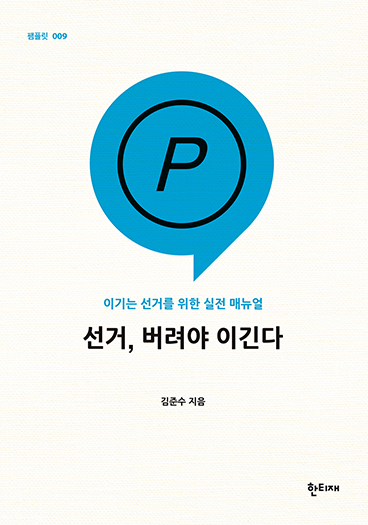 팸플릿 009
P
이기는 선거를 위한 실전 매뉴얼
선거, 버려야 이긴다
김준수 지음
한티재